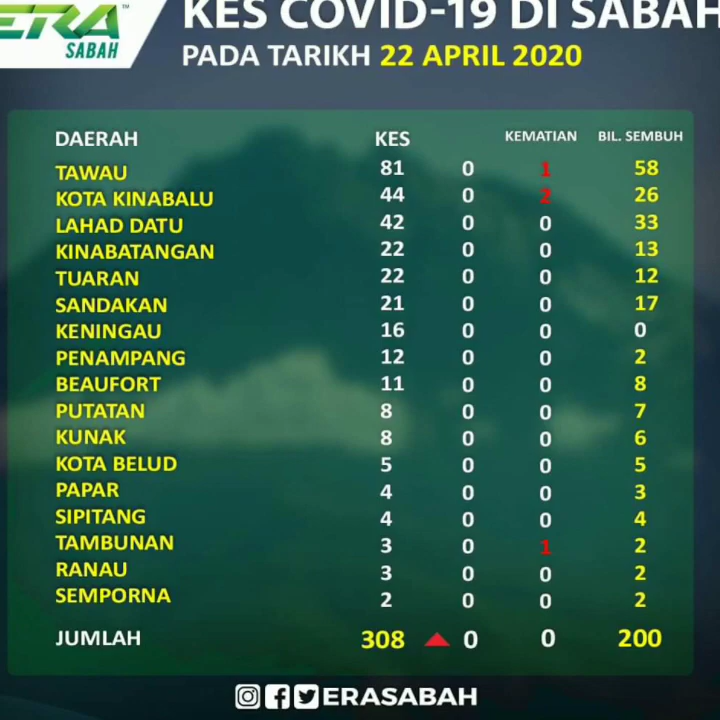 ERA™
SABAH
KES COVID-19 DI SABAH
PADA TARIKH 22 APRIL 2020
DAERAH KES KEMATIAN BIL. SEMBUH
TAWAU 81 0 1 58
KOTA KINABALU 44 0 2 26
LAHAD DATU 42 0 0 33
KINABATANGAN 22 0 0 13
TUARAN 22 0 0 12
SANDAKAN 21 0 0 17
KENINGAU 16 0 0 0
PENAMPANG 12 0 0 2
BEAUFORT 11 0 0 8
PUTATAN 8 0 0 7
KUNAK 8 0 0 6
KOTA BELUD 5 0 0 5
PAPAR 4 0 0 3
SIPITANG 4 0 0 4
TAMBUNAN 3 0 1 2
RANAU 3 0 0 2
SEMPORNA 2 0 0 2
JUMLAH 308 0 0 200
ERASABAH